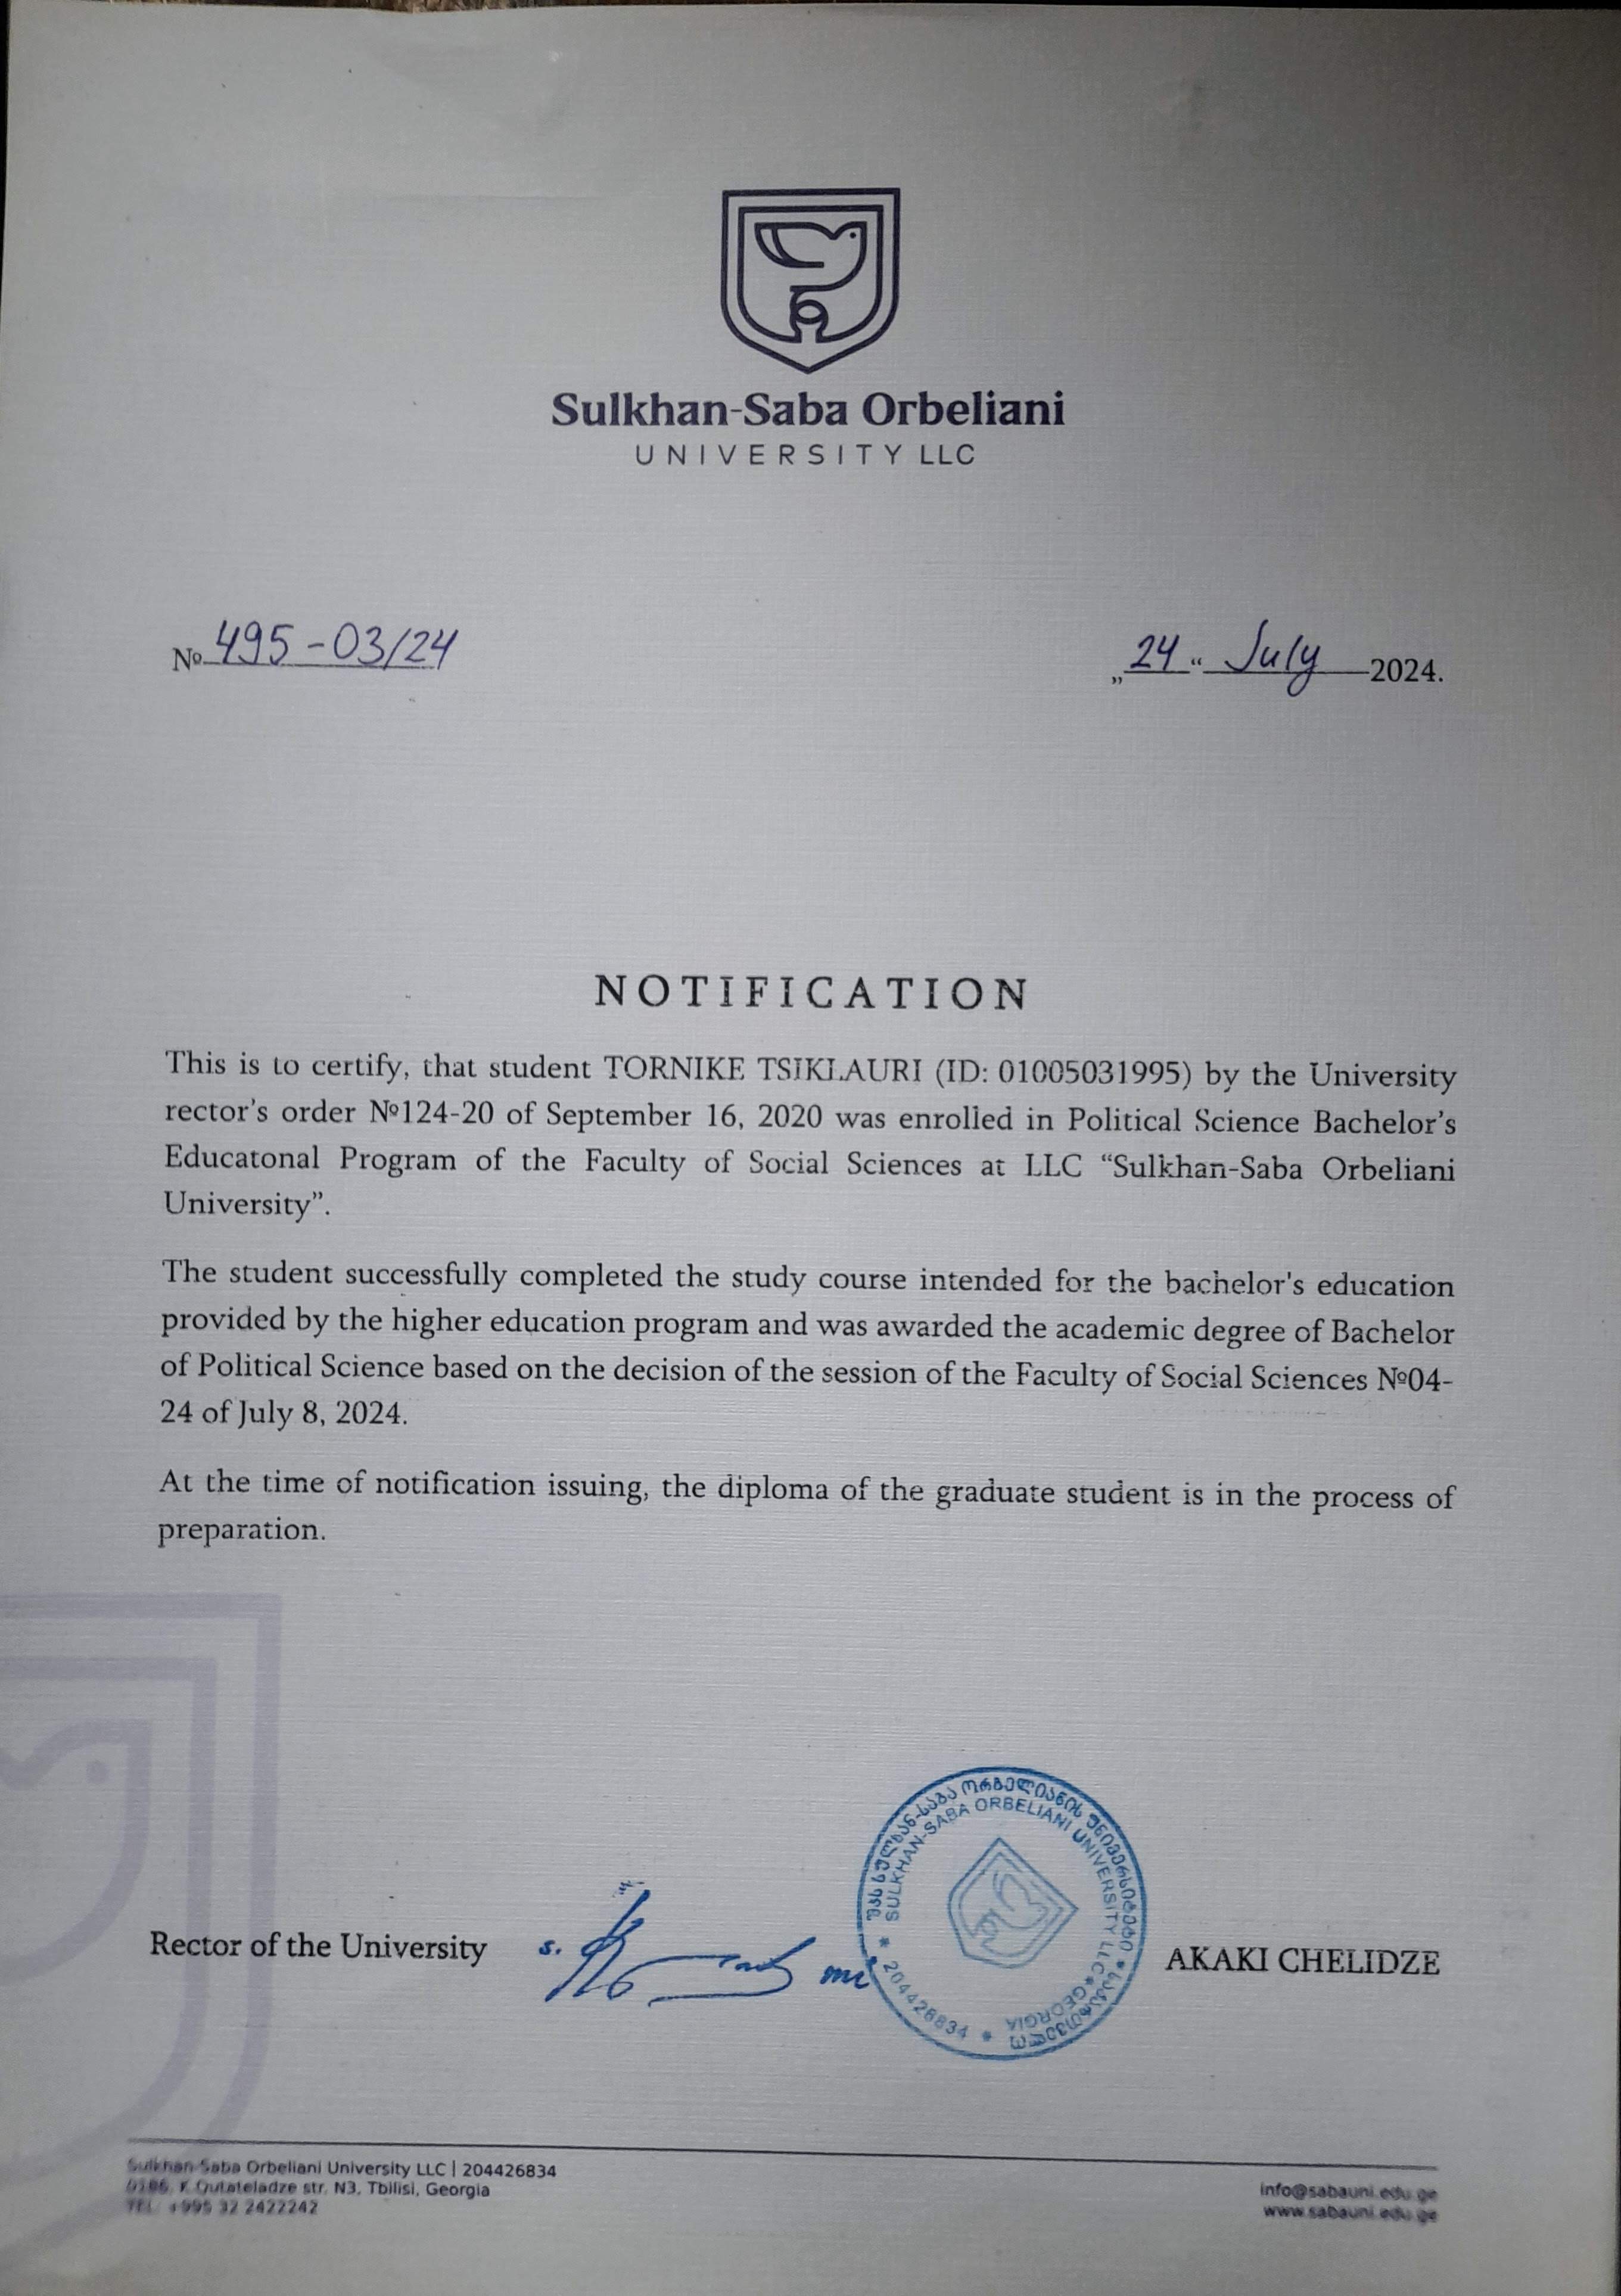 Sulkhan-Saba Orbeliani
UNIVERSITY LLC
№ 495-03/24
„24“ July 2024.
NOTIFICATION
This is to certify, that student TORNIKE TSIKLAURI (ID: 01005031995) by the University
rector's order №124-20 of September 16, 2020 was enrolled in Political Science Bachelor's
Educatonal Program of the Faculty of Social Sciences at LLC “Sulkhan-Saba Orbeliani
University”.
The student successfully completed the study course intended for the bachelor's education
provided by the higher education program and was awarded the academic degree of Bachelor
of Political Science based on the decision of the session of the Faculty of Social Sciences №04-
24 of July 8, 2024.
At the time of notification issuing, the diploma of the graduate student is in the process of
preparation.
Rector of the University
შპს სულხან-საბა ორბელიანის უნივერსიტეტი * საქართველო
SULKHAN-SABA ORBELIANI UNIVERSITY LLC * GEORGIA
* 204426834 *
AKAKI CHELIDZE
Sulkhan-Saba Orbeliani University LLC | 204426834
0186, F. Qutateladze str. N3, Tbilisi, Georgia
TEL: +995 32 2422242
info@sabauni.edu.ge
www.sabauni.edu.ge